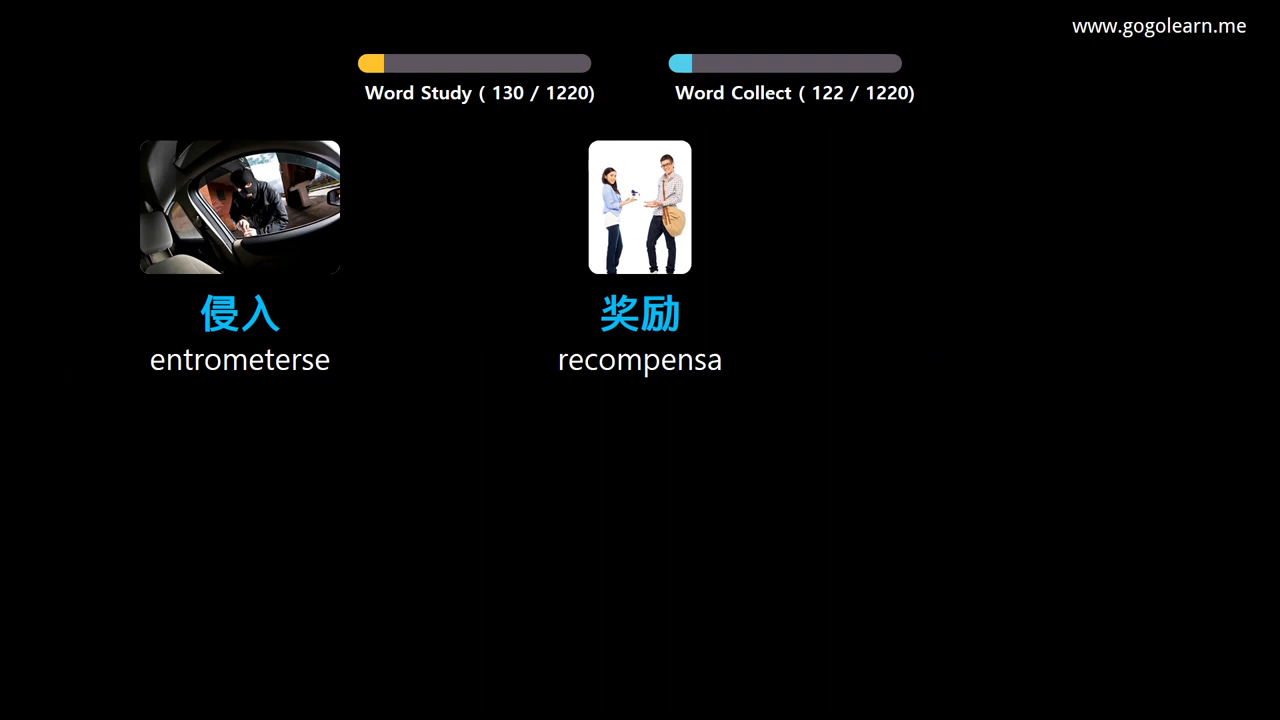 www.gogolearn.me
Word Study ( 130 / 1220)
Word Collect ( 122 / 1220)
侵入
entrometerse
奖励
recompensa